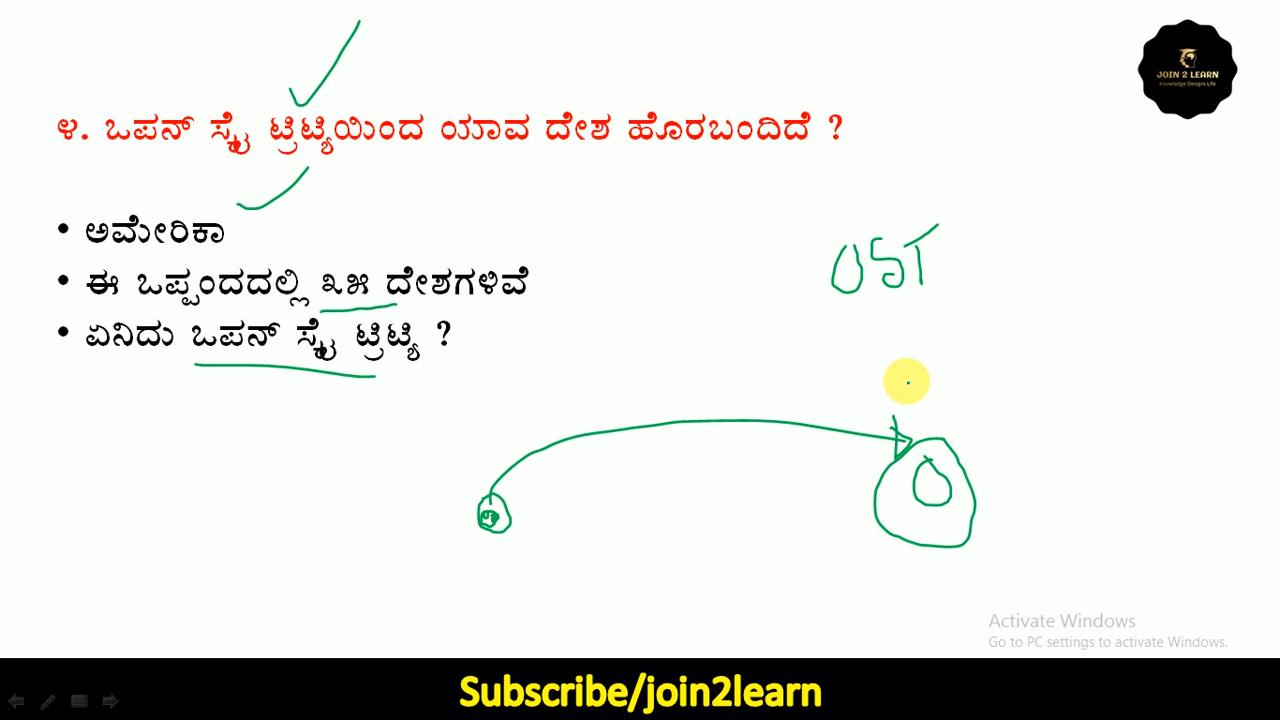 JOIN 2 LEARN
Knowledge Designs Life
೪. ಒಪನ್ ಸ್ಕೈ ಟ್ರಿಟ್ಯಿಯಿಂದ ಯಾವ ದೇಶ ಹೊರಬಂದಿದೆ ?
• ಅಮೇರಿಕಾ
• ಈ ಒಪ್ಪಂದದಲ್ಲಿ ೩೫ ದೇಶಗಳಿವೆ
• ಏನಿದು ಒಪನ್ ಸ್ಕೈ ಟ್ರಿಟ್ಯಿ ?
OST
Activate Windows
Go to PC settings to activate Windows.
Subscribe/join2learn